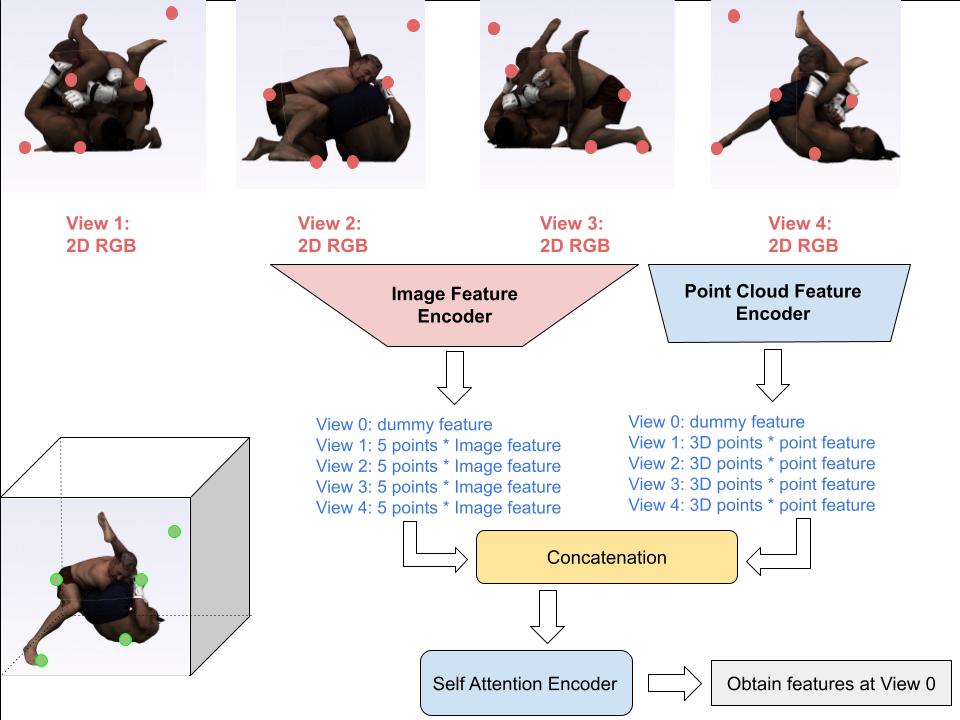 View 1:
2D RGB
View 2:
2D RGB
View 3:
2D RGB
View 4:
2D RGB
Image Feature
Encoder
Point Cloud Feature
Encoder
View 0: dummy feature
View 1: 5 points * Image feature
View 2: 5 points * Image feature
View 3: 5 points * Image feature
View 4: 5 points * Image feature
View 0: dummy feature
View 1: 3D points * point feature
View 2: 3D points * point feature
View 3: 3D points * point feature
View 4: 3D points * point feature
Concatenation
Self Attention Encoder
Obtain features at View 0